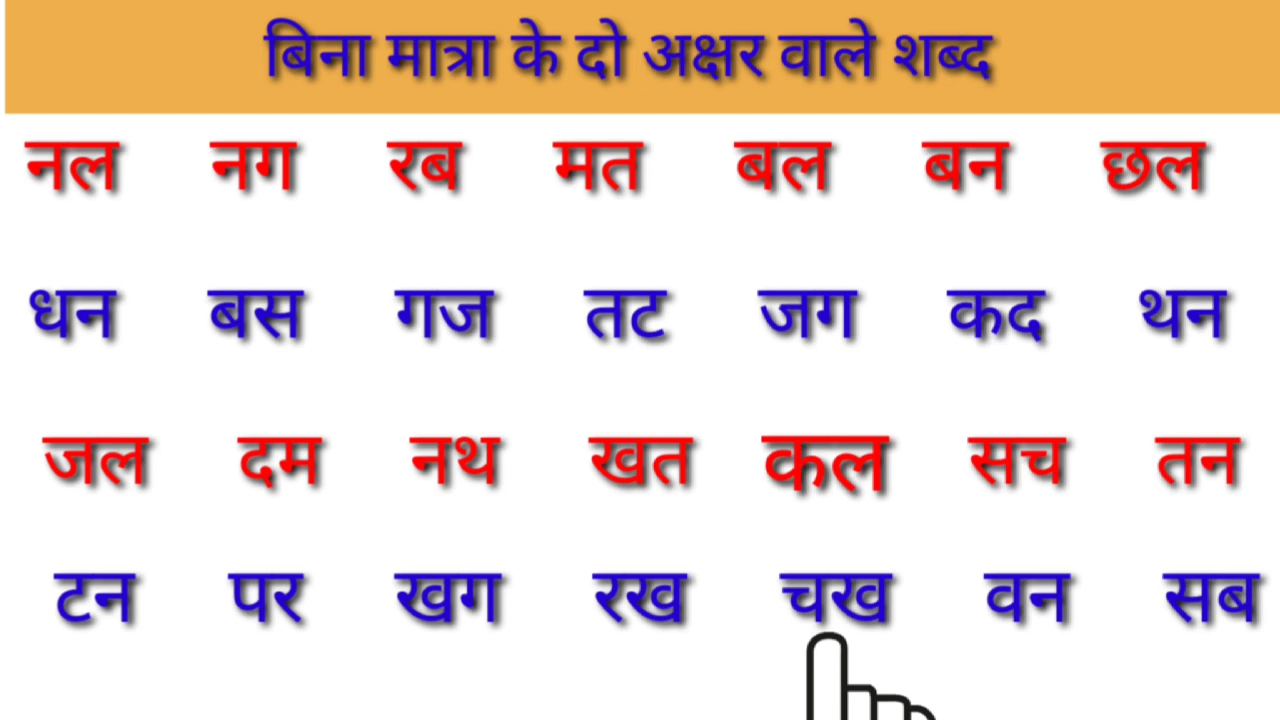 बिना मात्रा के दो अक्षर वाले शब्द
नल नग रब मत बल बन छल
धन बस गज तट जग कद थन
जल दम नथ खत कल सच तन
टन पर खग रख चख वन सब